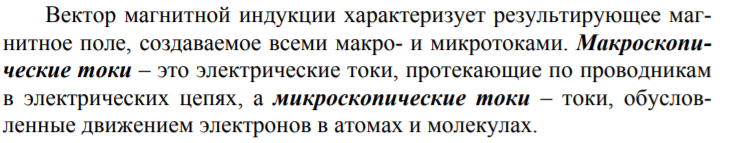 Вектор магнитной индукции характеризует результирующее маг-
нитное поле, создаваемое всеми макро- и микротоками. Макроскопи-
ческие токи – это электрические токи, протекающие по проводникам
в электрических цепях, а микроскопические токи – токи, обуслов-
ленные движением электронов в атомах и молекулах.